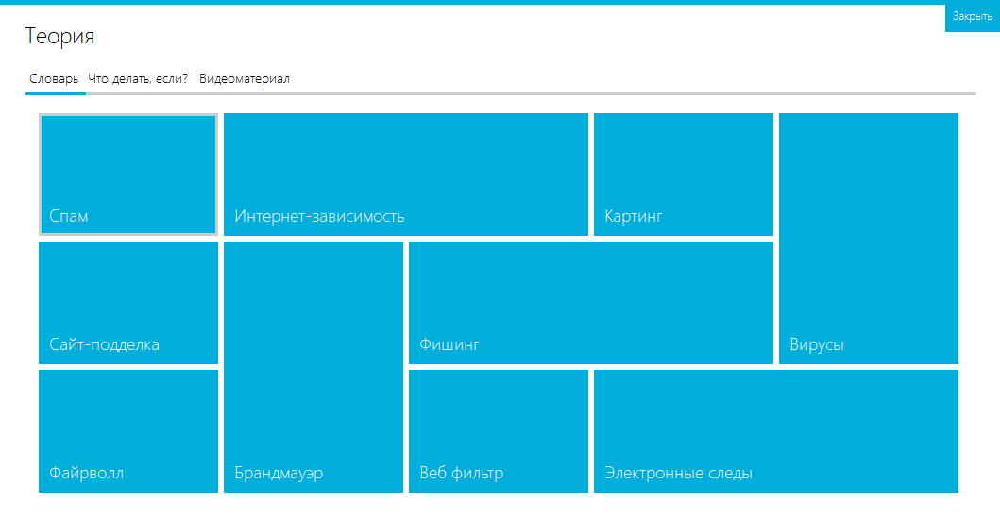 Закрыть
Теория
Словарь Что делать, если? Видеоматериал
Спам Интернет-зависимость Картинг
Сайт-подделка Фишинг Вирусы
Файрволл Брандмауэр Веб фильтр Электронные следы